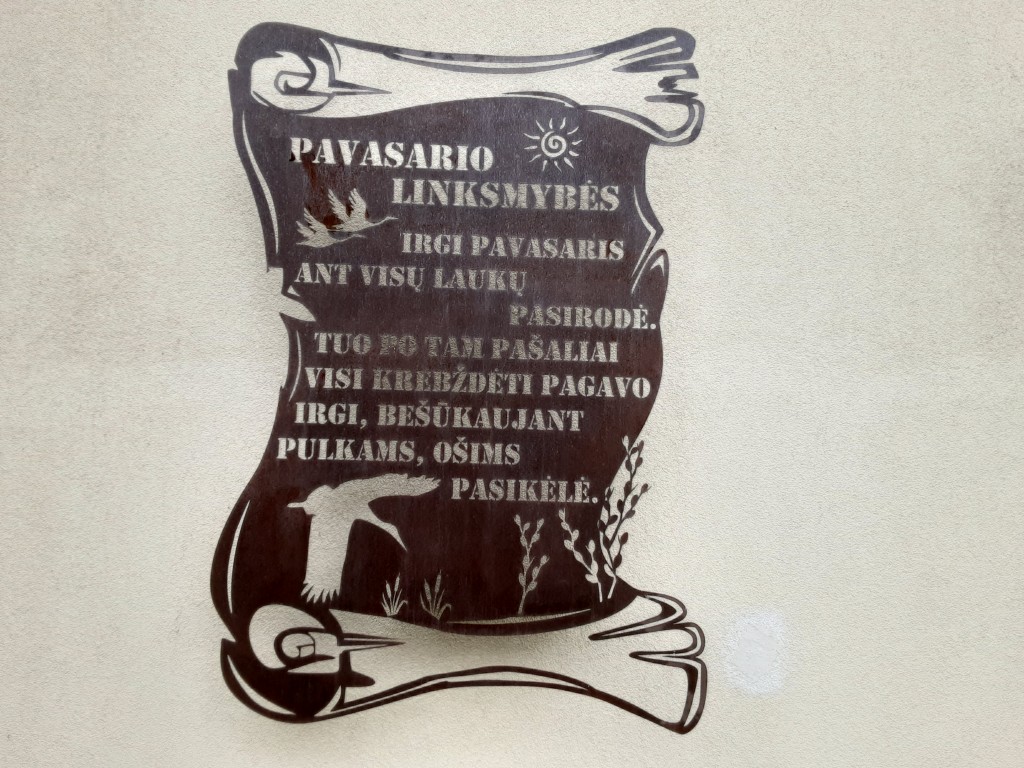 PAVASARIO
LINKSMYBĖS
IRGI PAVASARIS
ANT VISŲ LAUKŲ
PASIRODĖ.
TUO PO TAM PAŠALIAI
VISI KREBŽDĖTI PAGAVO
IRGI, BEŠŪKAUJANT
PULKAMS, OŠIMS
PASIKĖLĖ.